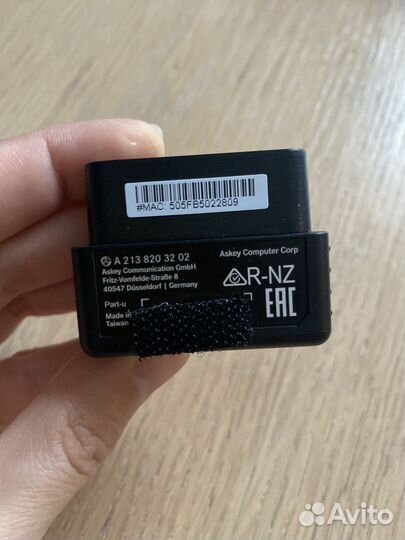 #MAC: 505FB5022809
A 213 820 32 02
Askey Communication GmbH
Fritz-Vomfelde-Straße 8
40547 Düsseldorf | Germany
Part-u
Made in
Taiwan
Askey Computer Corp
R-NZ
EAC
Avito